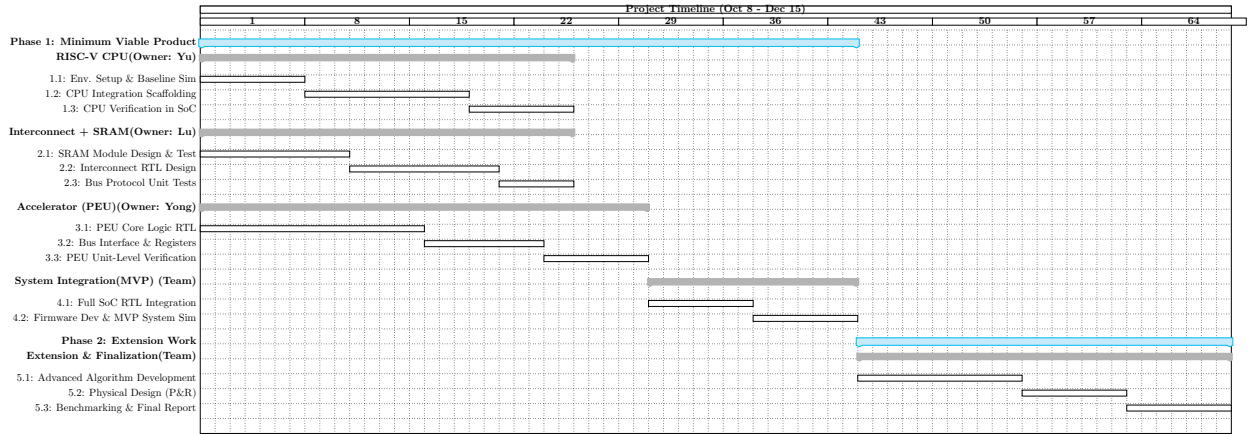 Project Timeline (Oct 8 - Dec 15)
1 8 15 22 29 36 43 50 57 64
Phase 1: Minimum Viable Product
RISC-V CPU(Owner: Yu)
1.1: Env. Setup & Baseline Sim
1.2: CPU Integration Scaffolding
1.3: CPU Verification in SoC
Interconnect + SRAM(Owner: Lu)
2.1: SRAM Module Design & Test
2.2: Interconnect RTL Design
2.3: Bus Protocol Unit Tests
Accelerator (PEU)(Owner: Yong)
3.1: PEU Core Logic RTL
3.2: Bus Interface & Registers
3.3: PEU Unit-Level Verification
System Integration(MVP) (Team)
4.1: Full SoC RTL Integration
4.2: Firmware Dev & MVP System Sim
Phase 2: Extension Work
Extension & Finalization(Team)
5.1: Advanced Algorithm Development
5.2: Physical Design (P&R)
5.3: Benchmarking & Final Report